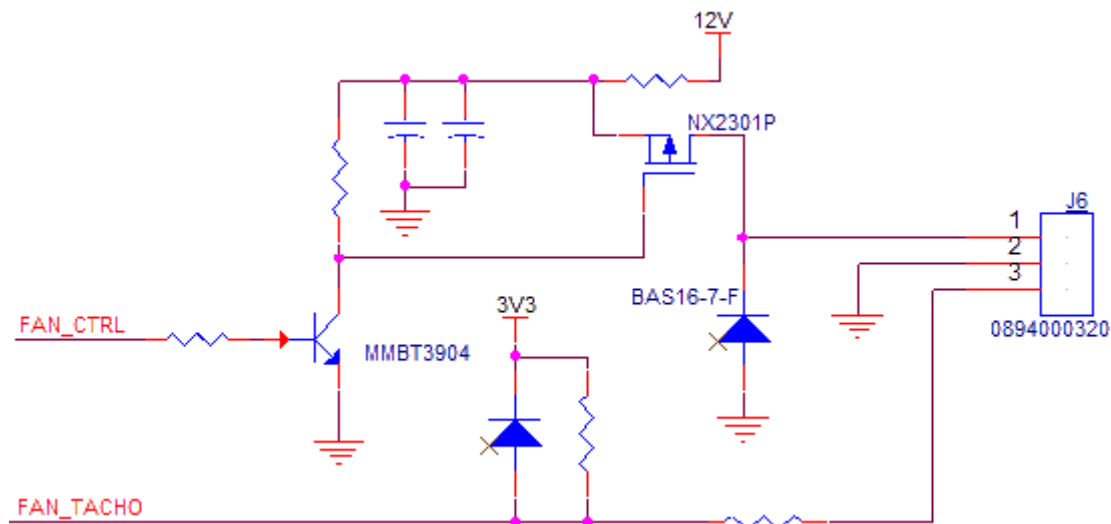 12V
NX2301P
J6
1
2
3
BAS16-7-F
3V3
0894000320
FAN_CTRL
MMBT3904
FAN_TACHO